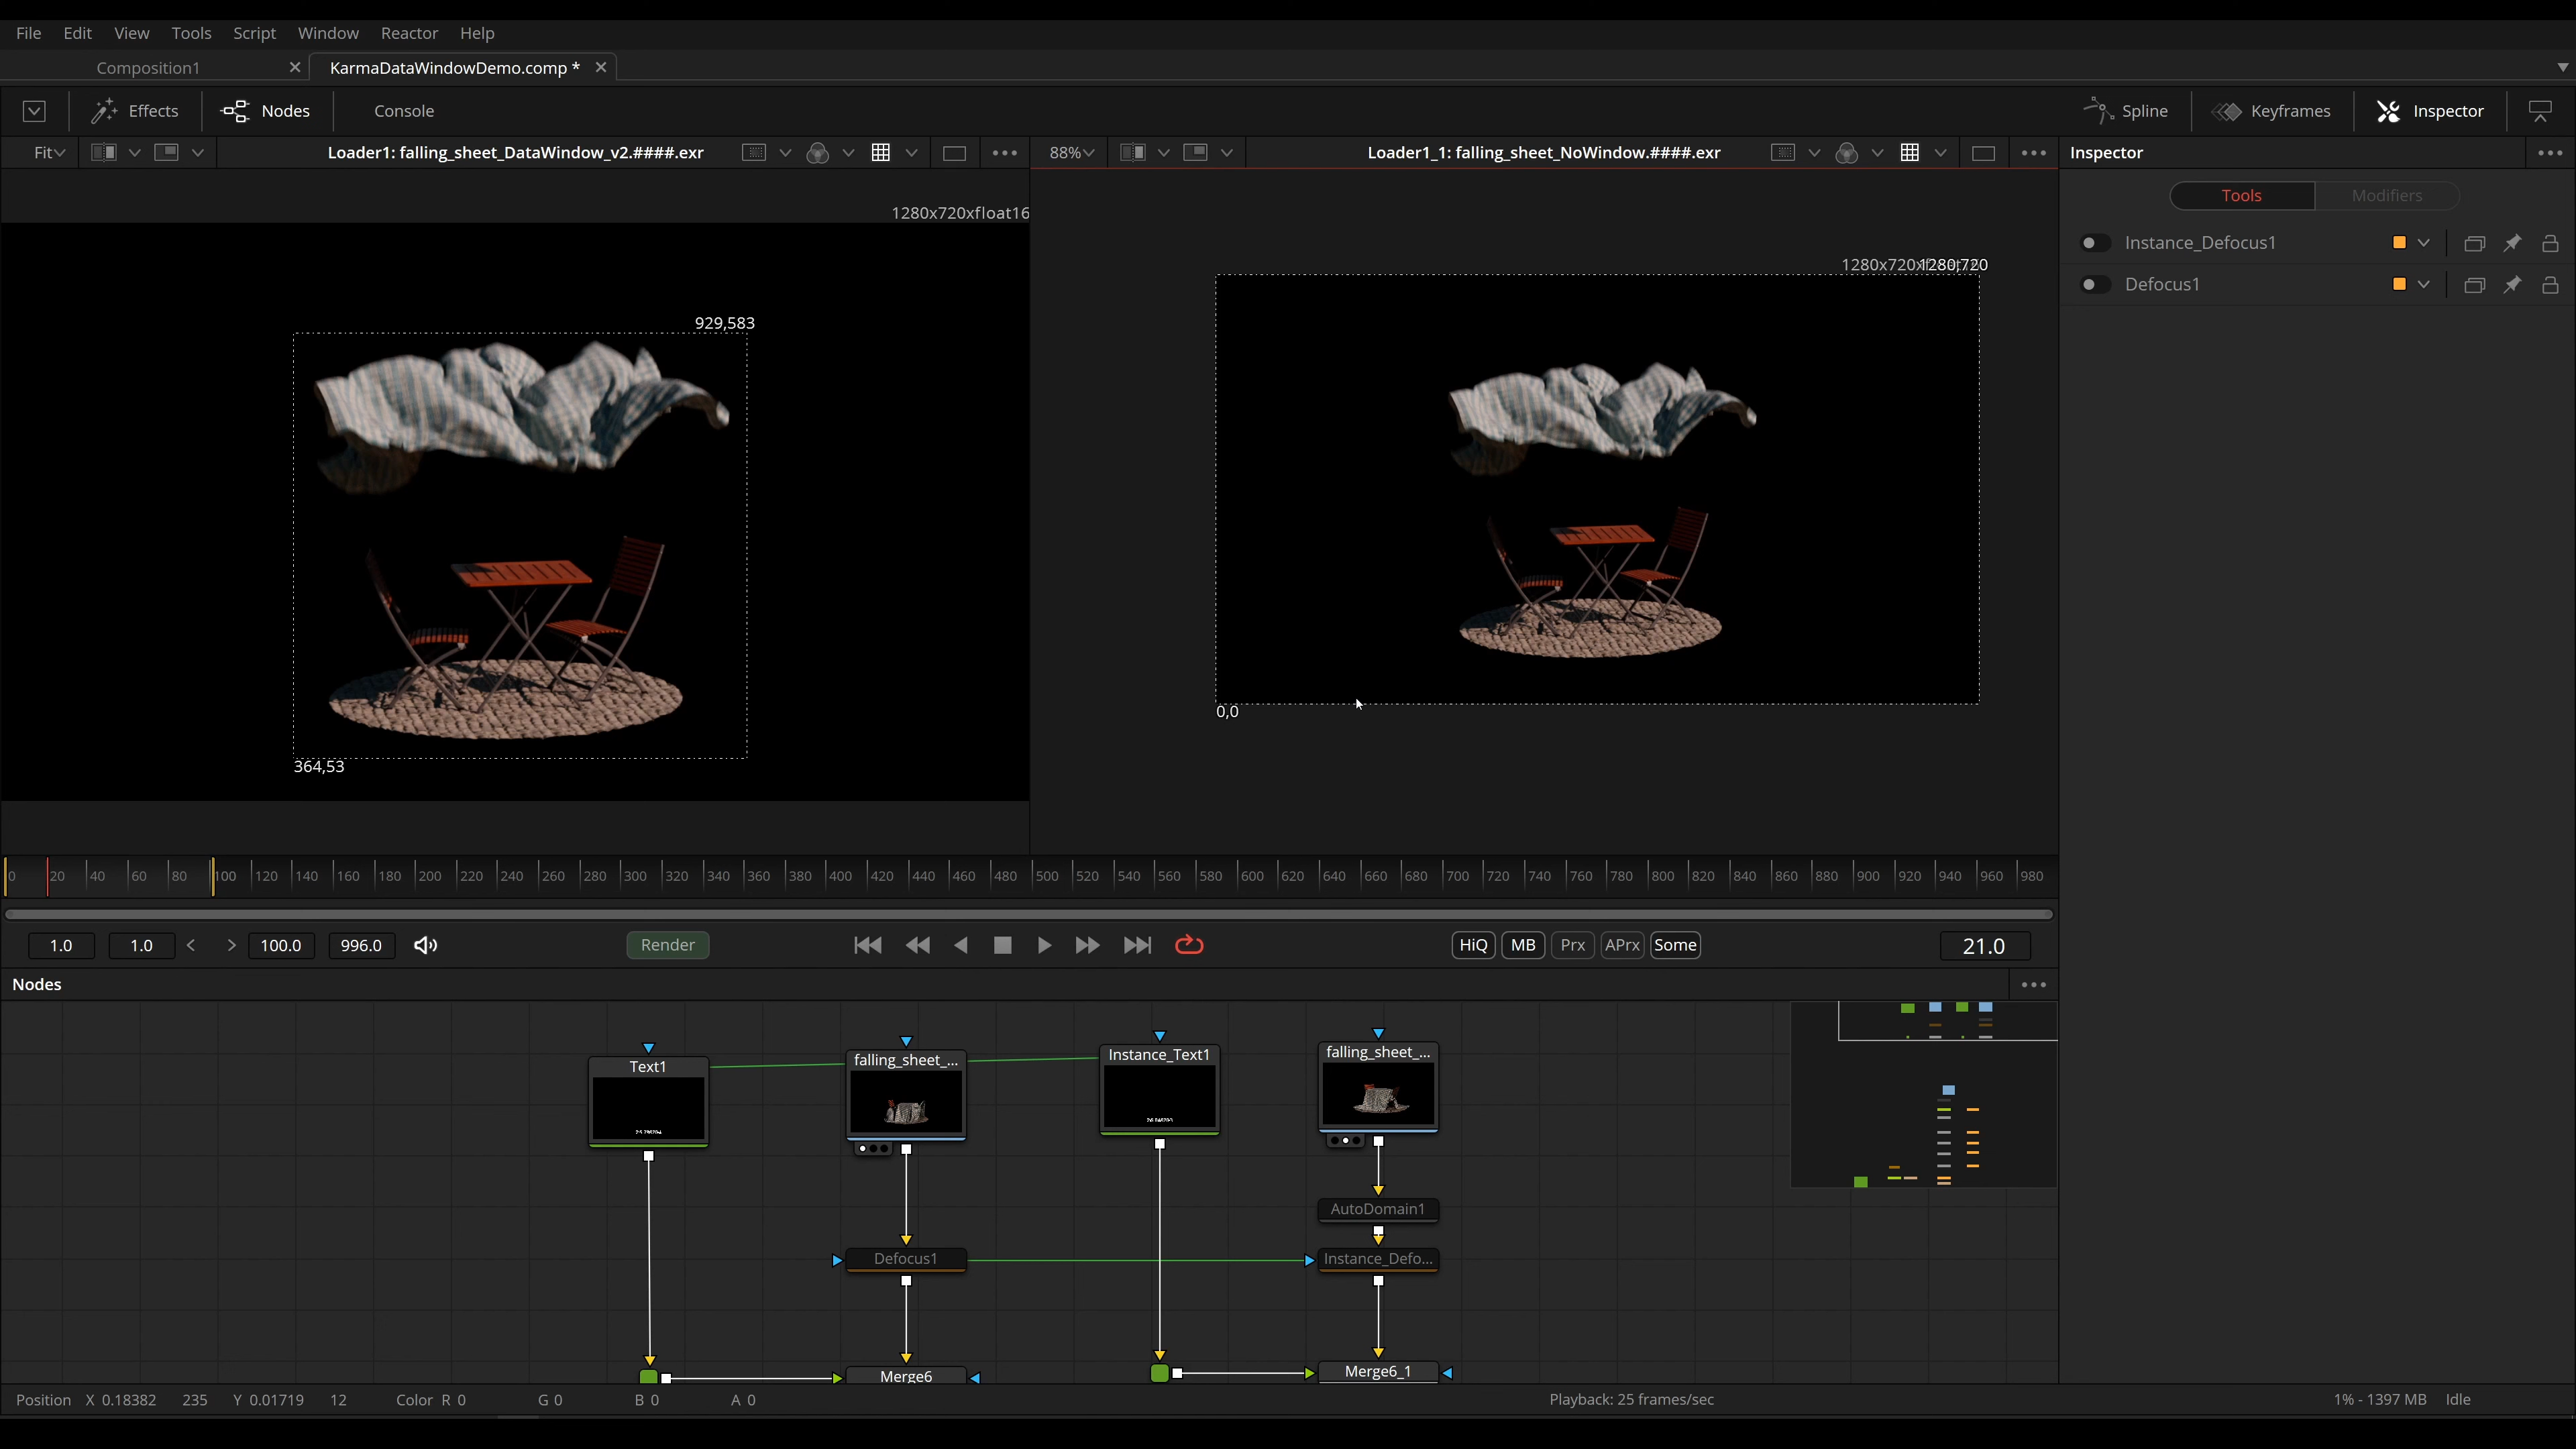 File Edit View Tools Script Window Reactor Help
Composition1 KarmaDataWindowDemo.comp *
Effects Nodes Console Spline Keyframes Inspector
Fit Loader1: falling_sheet_DataWindow_v2.####.exr 88% Loader1_1: falling_sheet_NoWindow.####.exr Inspector
Tools Modifiers
1280x720xfloat16
Instance_Defocus1
1280,720
Defocus1
929,583
0,0
364,53
0 20 40 60 80 100 120 140 160 180 200 220 240 260 280 300 320 340 360 380 400 420 440 460 480 500 520 540 560 580 600 620 640 660 680 700 720 740 760 780 800 820 840 860 880 900 920 940 960 980
1.0 1.0 100.0 996.0 Render HiQ MB Prx APrx Some 21.0
Nodes
Text1 falling_sheet_... Instance_Text1 falling_sheet_...
AutoDomain1
Defocus1 Instance_Defo...
Merge6 Merge6_1
Position X 0.18382 235 Y 0.01719 12 Color R 0 G 0 B 0 A 0 Playback: 25 frames/sec 1% - 1397 MB Idle